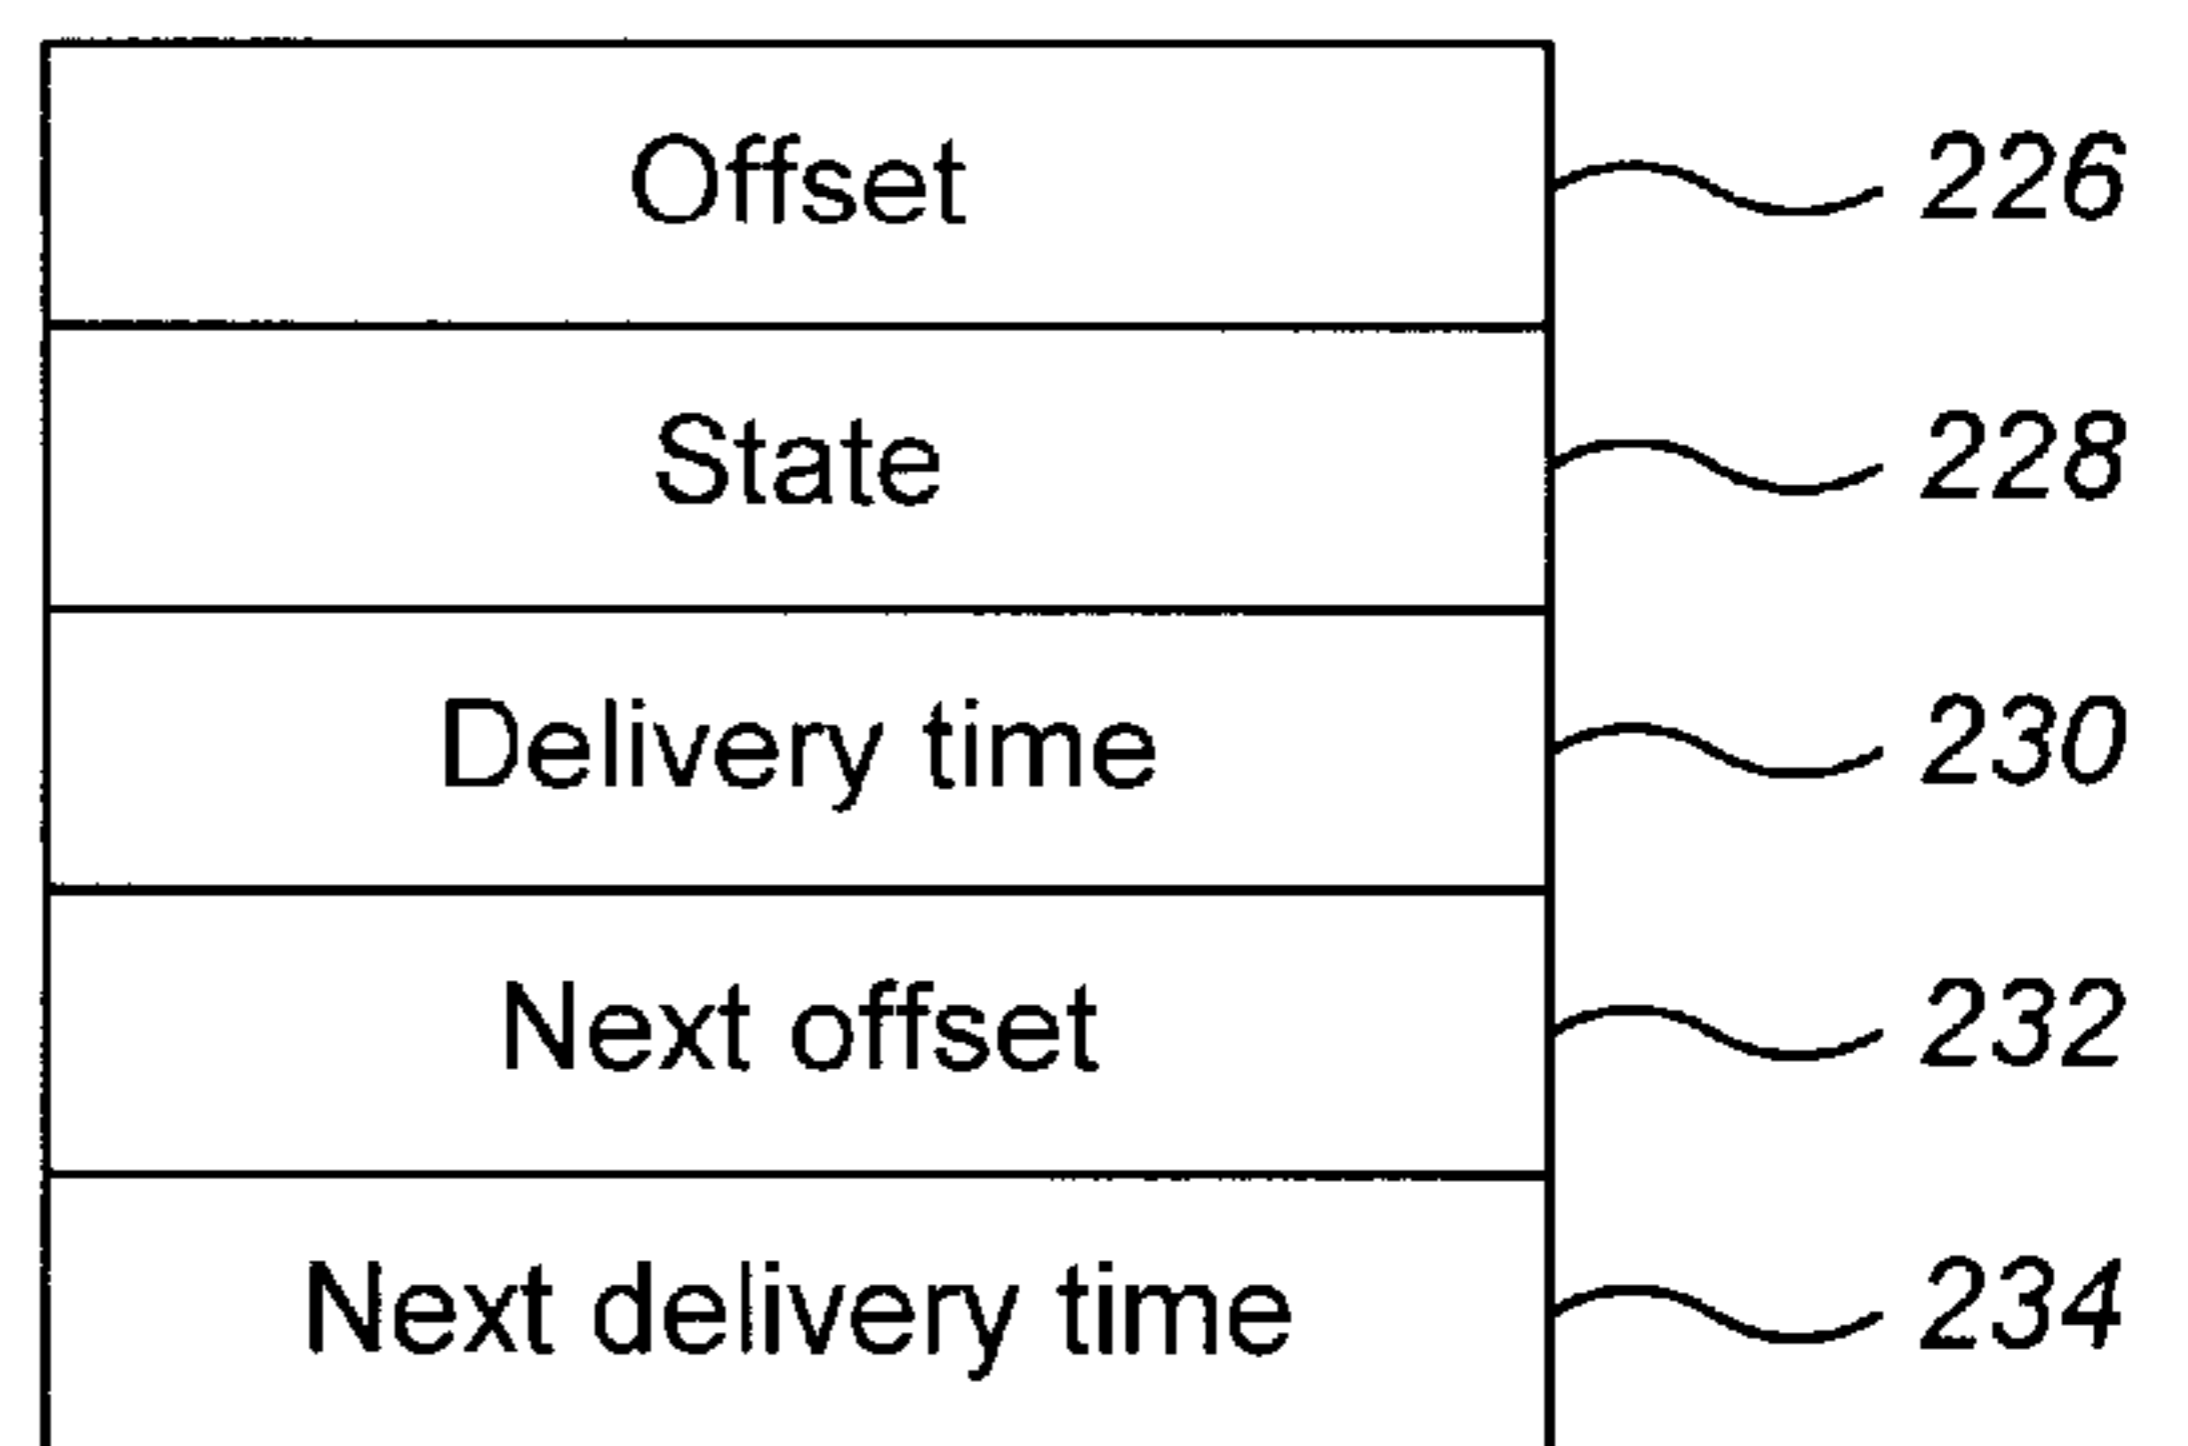 Offset 226
State 228
Delivery time 230
Next offset 232
Next delivery time 234